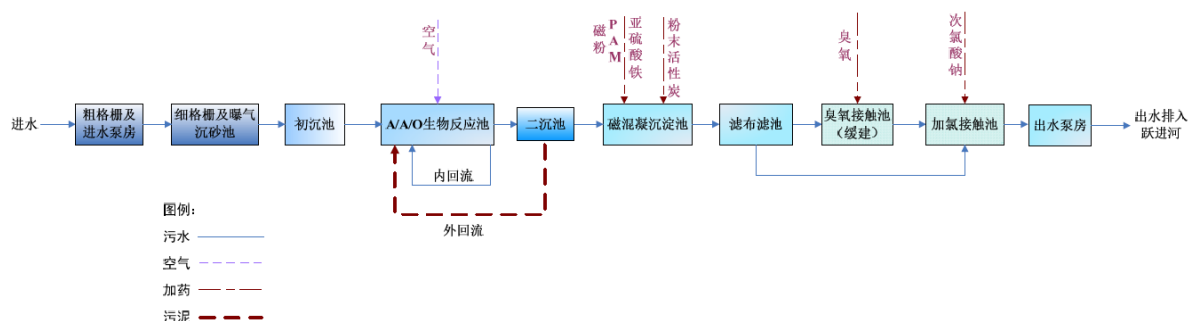 空气
磁粉
PAM
亚硫酸铁
粉末活性炭
臭氧
次氯酸钠
进水
粗格栅及
进水泵房
细格栅及曝气
沉砂池
初沉池
A/A/O生物反应池
二沉池
磁混凝沉淀池
滤布滤池
臭氧接触池
（缓建）
加氯接触池
出水泵房
出水排入
跃进河
内回流
外回流
图例：
污水
空气
加药
污泥